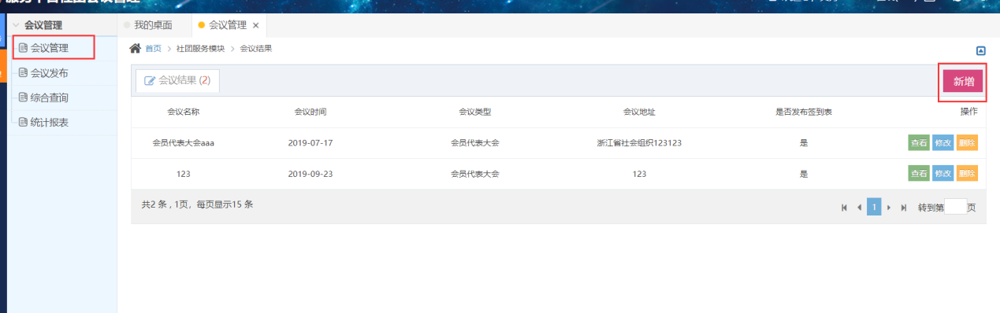 会议管理
我的桌面
会议管理 ×
会议管理
会议发布
综合查询
统计报表
首页 > 社团服务模块 > 会议结果
会议结果 (2)
新增
会议名称 会议时间 会议类型 会议地址 是否发布签到表 操作
会员代表大会aaa 2019-07-17 会员代表大会 浙江省社会组织123123 是 查看 修改 删除
123 2019-09-23 会员代表大会 123 是 查看 修改 删除
共2 条 , 1页, 每页显示15 条
1 转到第 页